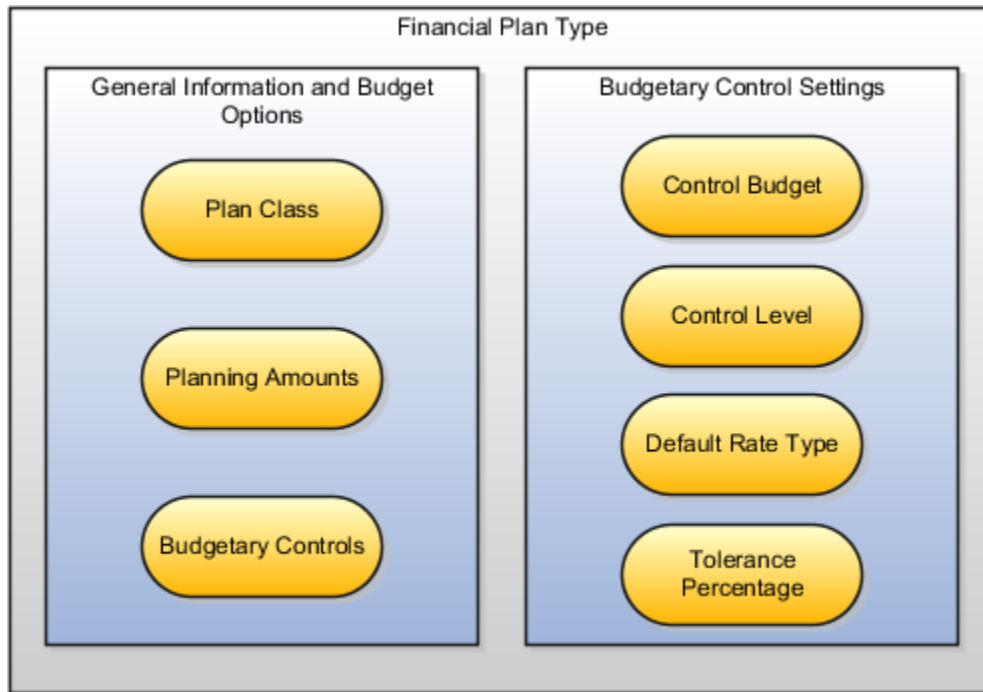 Financial Plan Type
General Information and Budget
Options
Plan Class
Planning Amounts
Budgetary Controls
Budgetary Control Settings
Control Budget
Control Level
Default Rate Type
Tolerance
Percentage